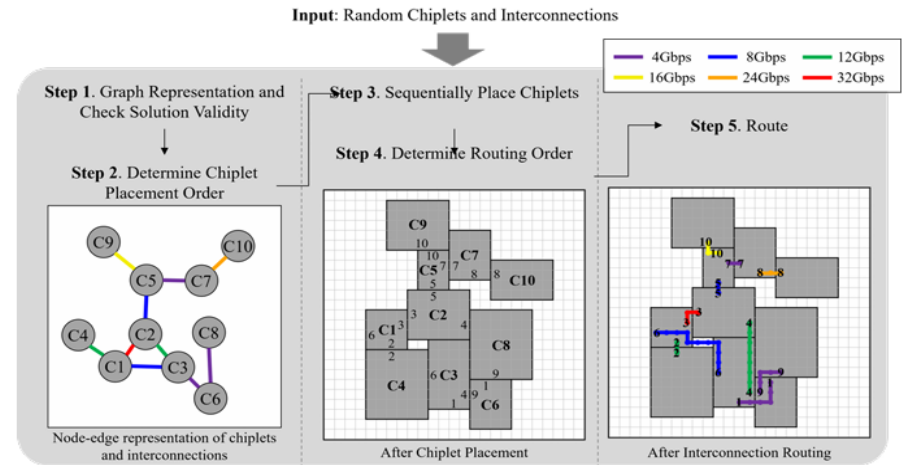 Input: Random Chiplets and Interconnections
4Gbps 8Gbps 12Gbps
16Gbps 24Gbps 32Gbps
Step 1. Graph Representation and
Check Solution Validity
Step 2. Determine Chiplet
Placement Order
C9
C10
C5
C7
C4
C2
C8
C1
C3
C6
Node-edge representation of chiplets
and interconnections
Step 3. Sequentially Place Chiplets
Step 4. Determine Routing Order
C9
10
10
C5 7 7 C7
5 8 8 C10
5
3 C2 4
6 C1 3
2
2
C4
6 C3
C8
9
1
4 9
1 C6
After Chiplet Placement
Step 5. Route
10
10
7 7
8 8
5
5
3
3
4
6
2
2
6
9
1
4 9
1
After Interconnection Routing